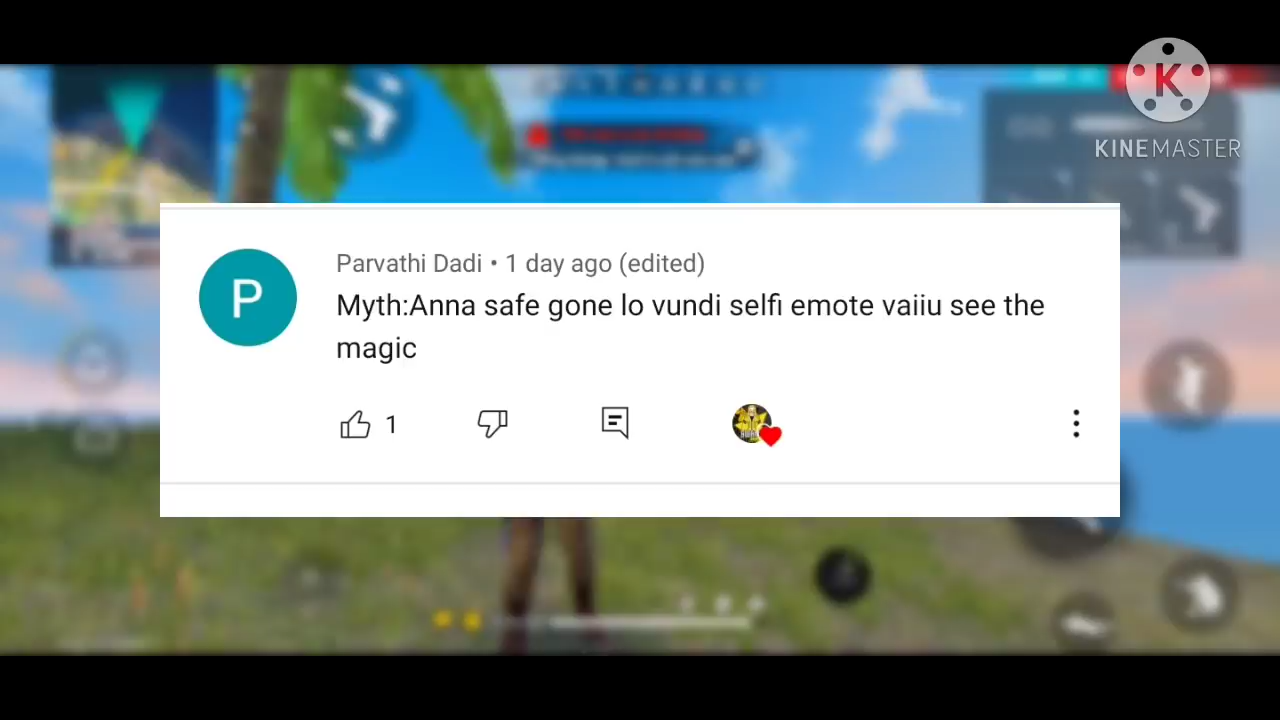 K
KINEMASTER
P
Parvathi Dadi • 1 day ago (edited)
Myth:Anna safe gone lo vundi selfi emote vaiiu see the
magic
1